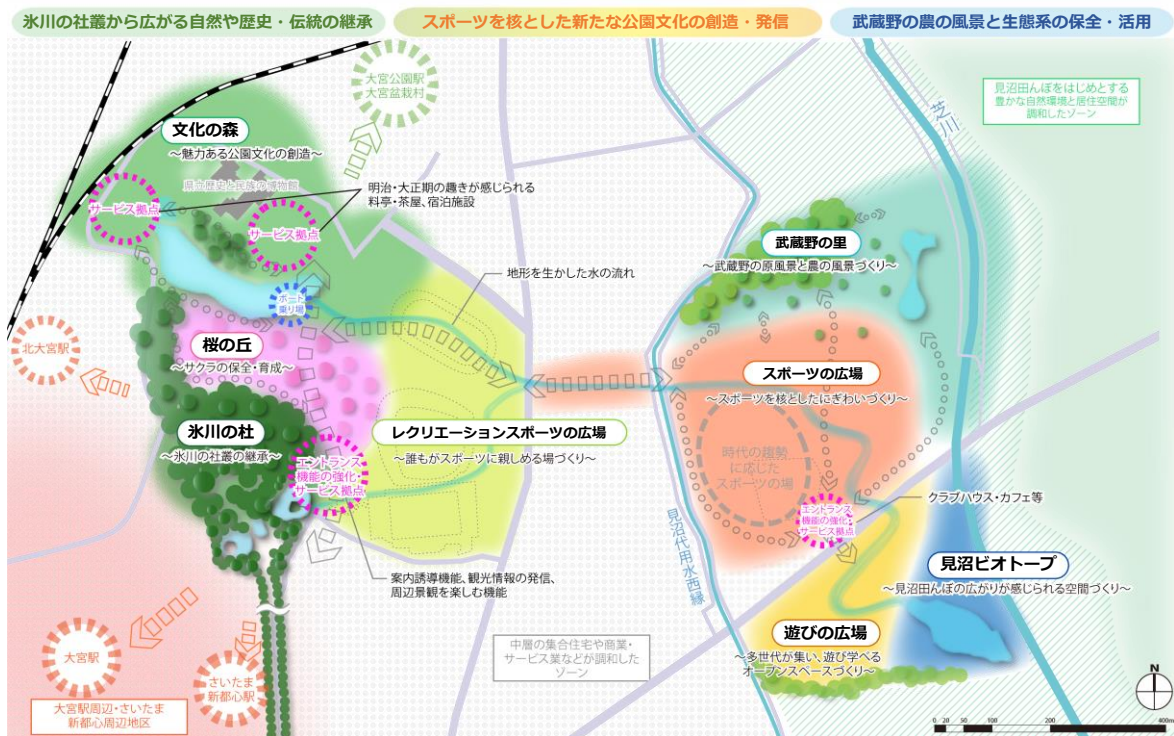 氷川の社叢から広がる自然や歴史・伝統の継承
スポーツを核とした新たな公園文化の創造・発信
武蔵野の農の風景と生態系の保全・活用
大宮公園駅
大宮盆栽村
見沼田んぼをはじめとする
豊かな自然環境と居住空間が
調和したゾーン
芝川
文化の森
～魅力ある公園文化の創造～
県立歴史と民俗の博物館
サービス拠点
サービス拠点
明治・大正期の趣きが感じられる
料亭・茶屋、宿泊施設
武蔵野の里
～武蔵野の原風景と農の風景づくり～
地形を生かした水の流れ
ボート
乗り場
北大宮駅
桜の丘
～サクラの保全・育成～
スポーツの広場
～スポーツを核としたにぎわいづくり～
氷川の杜
～氷川の社叢の継承～
レクリエーションスポーツの広場
～誰もがスポーツに親しめる場づくり～
エントランス
機能の強化・
サービス拠点
時代の趨勢
に応じた
スポーツの場
クラブハウス・カフェ等
エントランス
機能の強化・
サービス拠点
見沼代用水西縁
見沼ビオトープ
～見沼田んぼの広がりが感じられる空間づくり～
案内誘導機能、観光情報の発信、
周辺景観を楽しむ機能
遊びの広場
～多世代が集い、遊び学べる
オープンスペースづくり～
中層の集合住宅や商業・
サービス業などが調和した
ゾーン
大宮駅
さいたま
新都心駅
大宮駅周辺・さいたま
新都心周辺地区
N
0 20 50 100 200 400m